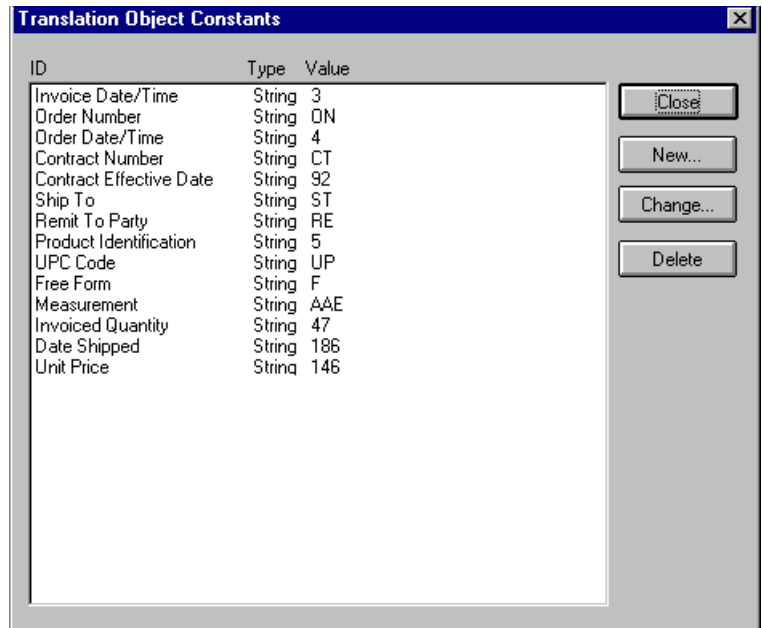 Translation Object Constants
ID Type Value
Invoice Date/Time String 3
Order Number String ON
Order Date/Time String 4
Contract Number String CT
Contract Effective Date String 92
Ship To String ST
Remit To Party String RE
Product Identification String 5
UPC Code String UP
Free Form String F
Measurement String AAE
Invoiced Quantity String 47
Date Shipped String 186
Unit Price String 146
Close
New...
Change...
Delete